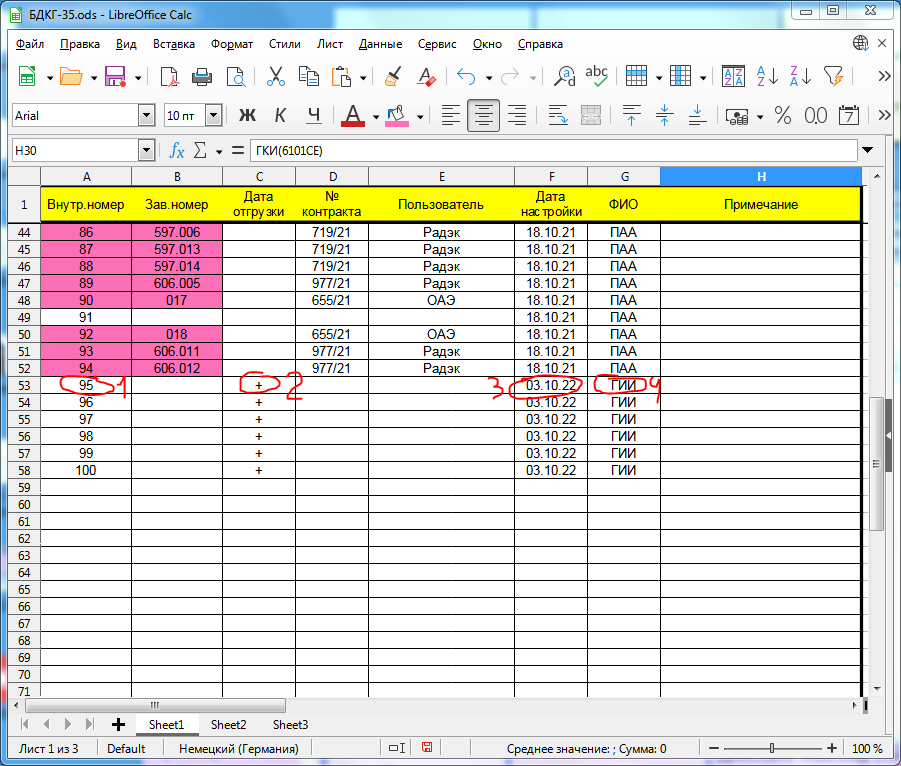 БДКГ-35.ods - LibreOffice Calc
Файл Правка Вид Вставка Формат Стили Лист Данные Сервис Окно Справка
Arial 10 пт Ж К Ч
H30 ГКИ(6101CE)
A B C D E F G H
1 Внутр.номер Зав.номер Дата отгрузки № контракта Пользователь Дата настройки ФИО Примечание
44 86 597.006 719/21 Радэк 18.10.21 ПАА
45 87 597.013 719/21 Радэк 18.10.21 ПАА
46 88 597.014 719/21 Радэк 18.10.21 ПАА
47 89 606.005 977/21 Радэк 18.10.21 ПАА
48 90 017 655/21 ОАЭ 18.10.21 ПАА
49 91 18.10.21 ПАА
50 92 018 655/21 ОАЭ 18.10.21 ПАА
51 93 606.011 977/21 Радэк 18.10.21 ПАА
52 94 606.012 977/21 Радэк 18.10.21 ПАА
53 95 1 + 2 3 03.10.22 ГИИ 4
54 96 + 03.10.22 ГИИ
55 97 + 03.10.22 ГИИ
56 98 + 03.10.22 ГИИ
57 99 + 03.10.22 ГИИ
58 100 + 03.10.22 ГИИ
59
60
61
62
63
64
65
66
67
68
69
70
71
Sheet1 Sheet2 Sheet3
Лист 1 из 3 Default Немецкий (Германия) Среднее значение: ; Сумма: 0 100 %